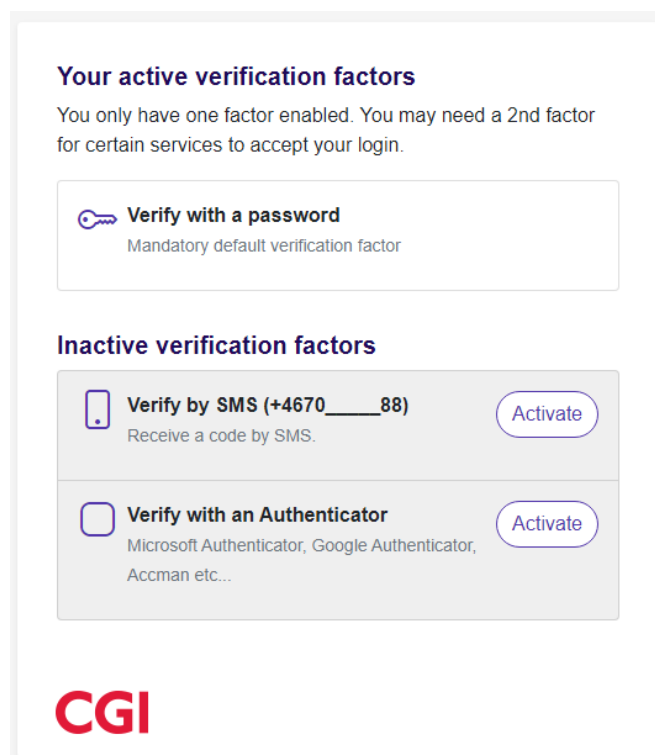 Your active verification factors
You only have one factor enabled. You may need a 2nd factor
for certain services to accept your login.
Verify with a password
Mandatory default verification factor
Inactive verification factors
Verify by SMS (+4670_____88)
Activate
Receive a code by SMS.
Verify with an Authenticator
Activate
Microsoft Authenticator, Google Authenticator,
Accman etc...
CGI